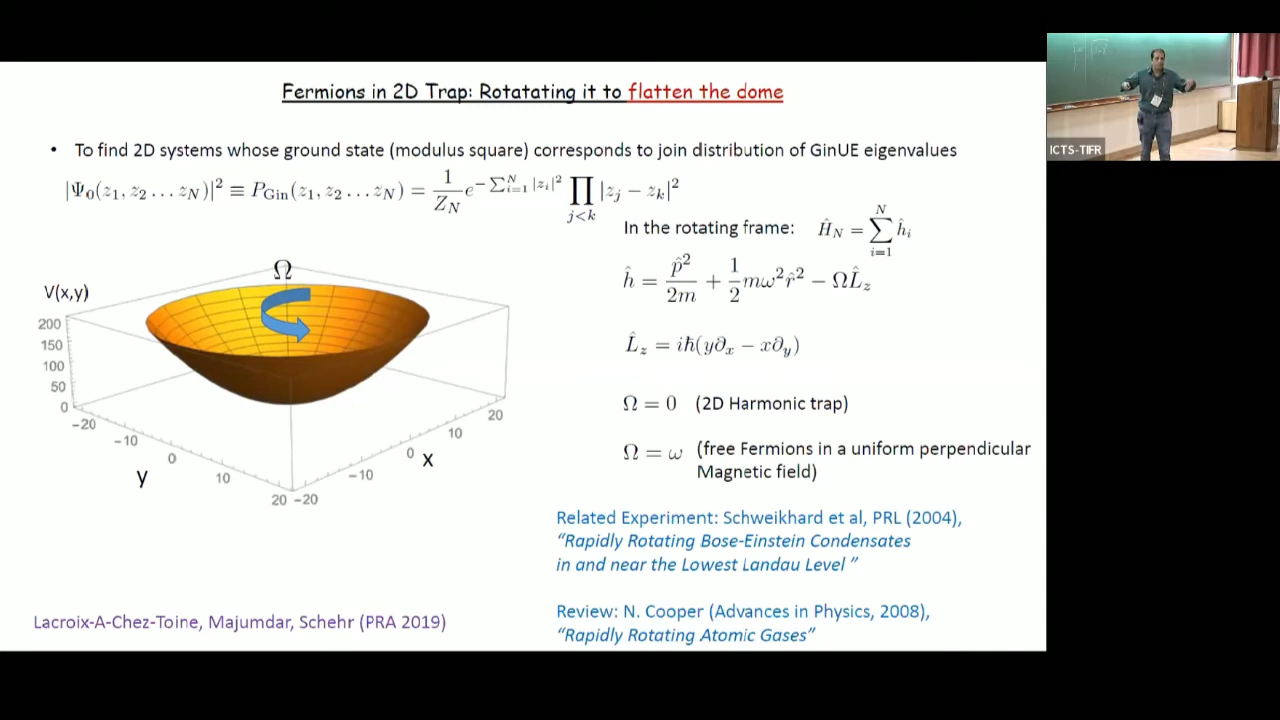 Fermions in 2D Trap: Rotatating it to flatten the dome
• To find 2D systems whose ground state (modulus square) corresponds to join distribution of GinUE eigenvalues
|Ψ₀(z₁, z₂ … z_N)|² ≡ P_Gin(z₁, z₂ … z_N) = 1/Z_N e^{−∑_{i=1}^N |z_i|²} ∏_{j<k} |z_j − z_k|²
In the rotating frame: Ĥ_N = ∑_{i=1}^N ĥ_i
ĥ = p̂²/2m + 1/2 mω²r̂² − ΩL̂_z
L̂_z = iħ(y∂_x − x∂_y)
Ω = 0 (2D Harmonic trap)
Ω = ω (free Fermions in a uniform perpendicular
Magnetic field)
Ω
V(x,y)
200
150
100
50
0
−20
−10
0
10
20
y
−20
−10
0
10
20
x
Related Experiment: Schweikhard et al, PRL (2004),
“Rapidly Rotating Bose-Einstein Condensates
in and near the Lowest Landau Level ”
Review: N. Cooper (Advances in Physics, 2008),
“Rapidly Rotating Atomic Gases”
Lacroix-A-Chez-Toine, Majumdar, Schehr (PRA 2019)
ICTS-TIFR